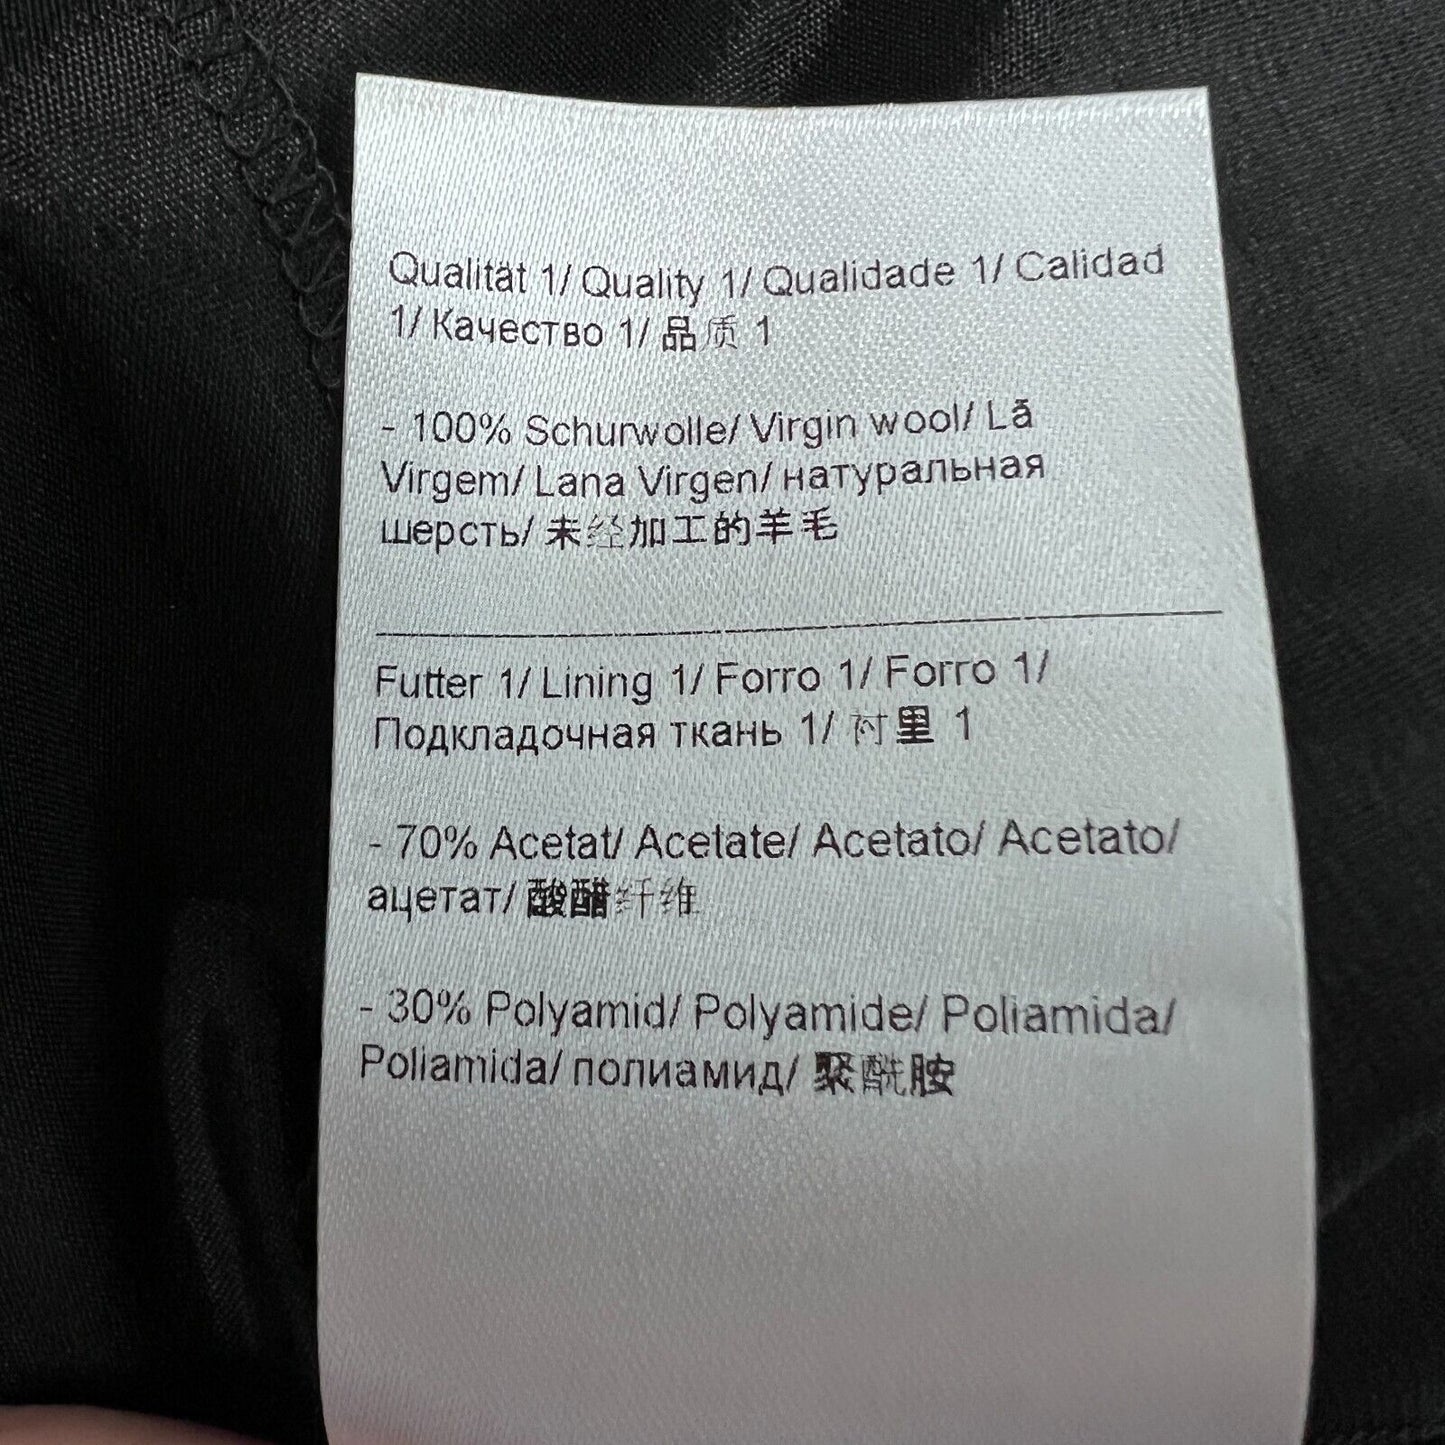 Qualität 1/ Quality 1/ Qualidade 1/ Calidad
1/ Качество 1/ 品质 1
- 100% Schurwolle/ Virgin wool/ Lã
Virgem/ Lana Virgen/ натуральная
шерсть/ 未经加工的羊毛
Futter 1/ Lining 1/ Forro 1/ Forro 1/
Подкладочная ткань 1/ 衬里 1
- 70% Acetat/ Acetate/ Acetato/ Acetato/
ацетат/ 酸醋纤维
- 30% Polyamid/ Polyamide/ Poliamida/
Poliamida/ полиамид/ 聚酰胺